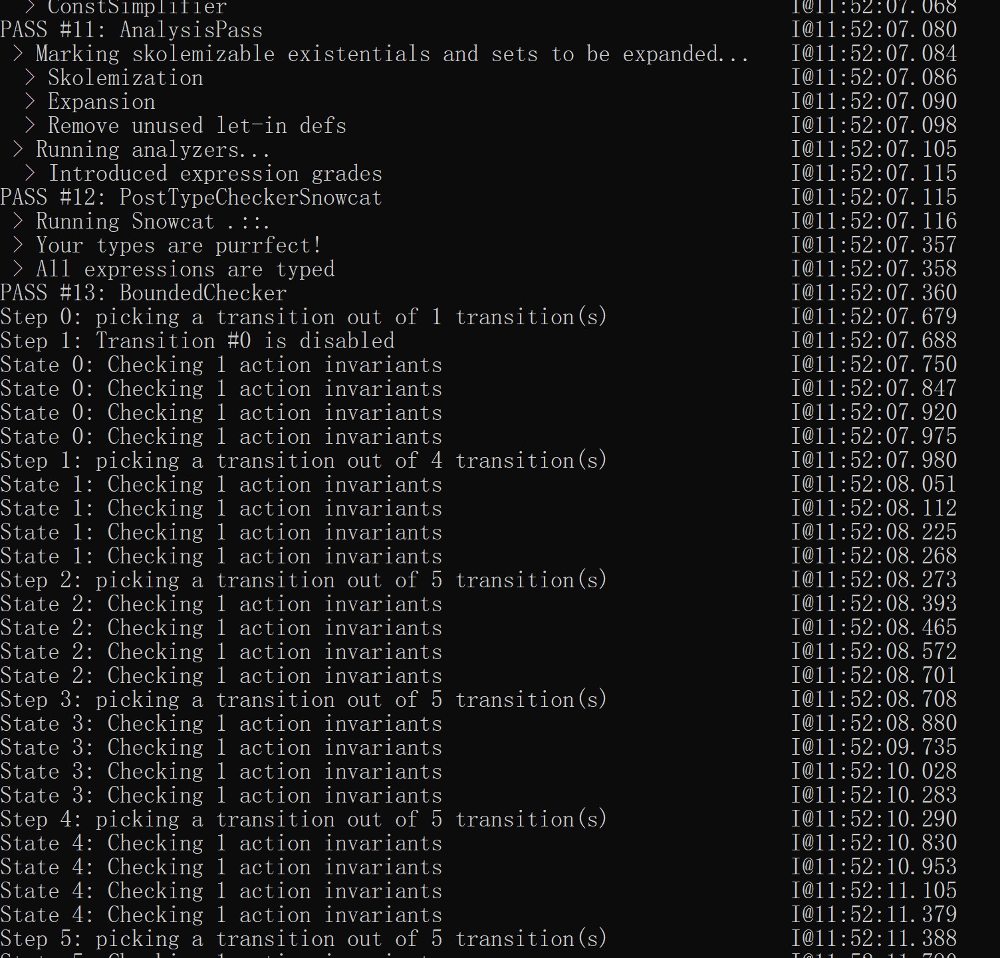 > ConstSimplifier I@11:52:07.068
PASS #11: AnalysisPass I@11:52:07.080
> Marking skolemizable existentials and sets to be expanded... I@11:52:07.084
> Skolemization I@11:52:07.086
> Expansion I@11:52:07.090
> Remove unused let-in defs I@11:52:07.098
> Running analyzers... I@11:52:07.105
> Introduced expression grades I@11:52:07.115
PASS #12: PostTypeCheckerSnowcat I@11:52:07.115
> Running Snowcat .::. I@11:52:07.116
> Your types are purrfect! I@11:52:07.357
> All expressions are typed I@11:52:07.358
PASS #13: BoundedChecker I@11:52:07.360
Step 0: picking a transition out of 1 transition(s) I@11:52:07.679
Step 1: Transition #0 is disabled I@11:52:07.688
State 0: Checking 1 action invariants I@11:52:07.750
State 0: Checking 1 action invariants I@11:52:07.847
State 0: Checking 1 action invariants I@11:52:07.920
State 0: Checking 1 action invariants I@11:52:07.975
Step 1: picking a transition out of 4 transition(s) I@11:52:07.980
State 1: Checking 1 action invariants I@11:52:08.051
State 1: Checking 1 action invariants I@11:52:08.112
State 1: Checking 1 action invariants I@11:52:08.225
State 1: Checking 1 action invariants I@11:52:08.268
Step 2: picking a transition out of 5 transition(s) I@11:52:08.273
State 2: Checking 1 action invariants I@11:52:08.393
State 2: Checking 1 action invariants I@11:52:08.465
State 2: Checking 1 action invariants I@11:52:08.572
State 2: Checking 1 action invariants I@11:52:08.701
Step 3: picking a transition out of 5 transition(s) I@11:52:08.708
State 3: Checking 1 action invariants I@11:52:08.880
State 3: Checking 1 action invariants I@11:52:09.735
State 3: Checking 1 action invariants I@11:52:10.028
State 3: Checking 1 action invariants I@11:52:10.283
Step 4: picking a transition out of 5 transition(s) I@11:52:10.290
State 4: Checking 1 action invariants I@11:52:10.830
State 4: Checking 1 action invariants I@11:52:10.953
State 4: Checking 1 action invariants I@11:52:11.105
State 4: Checking 1 action invariants I@11:52:11.379
Step 5: picking a transition out of 5 transition(s) I@11:52:11.388